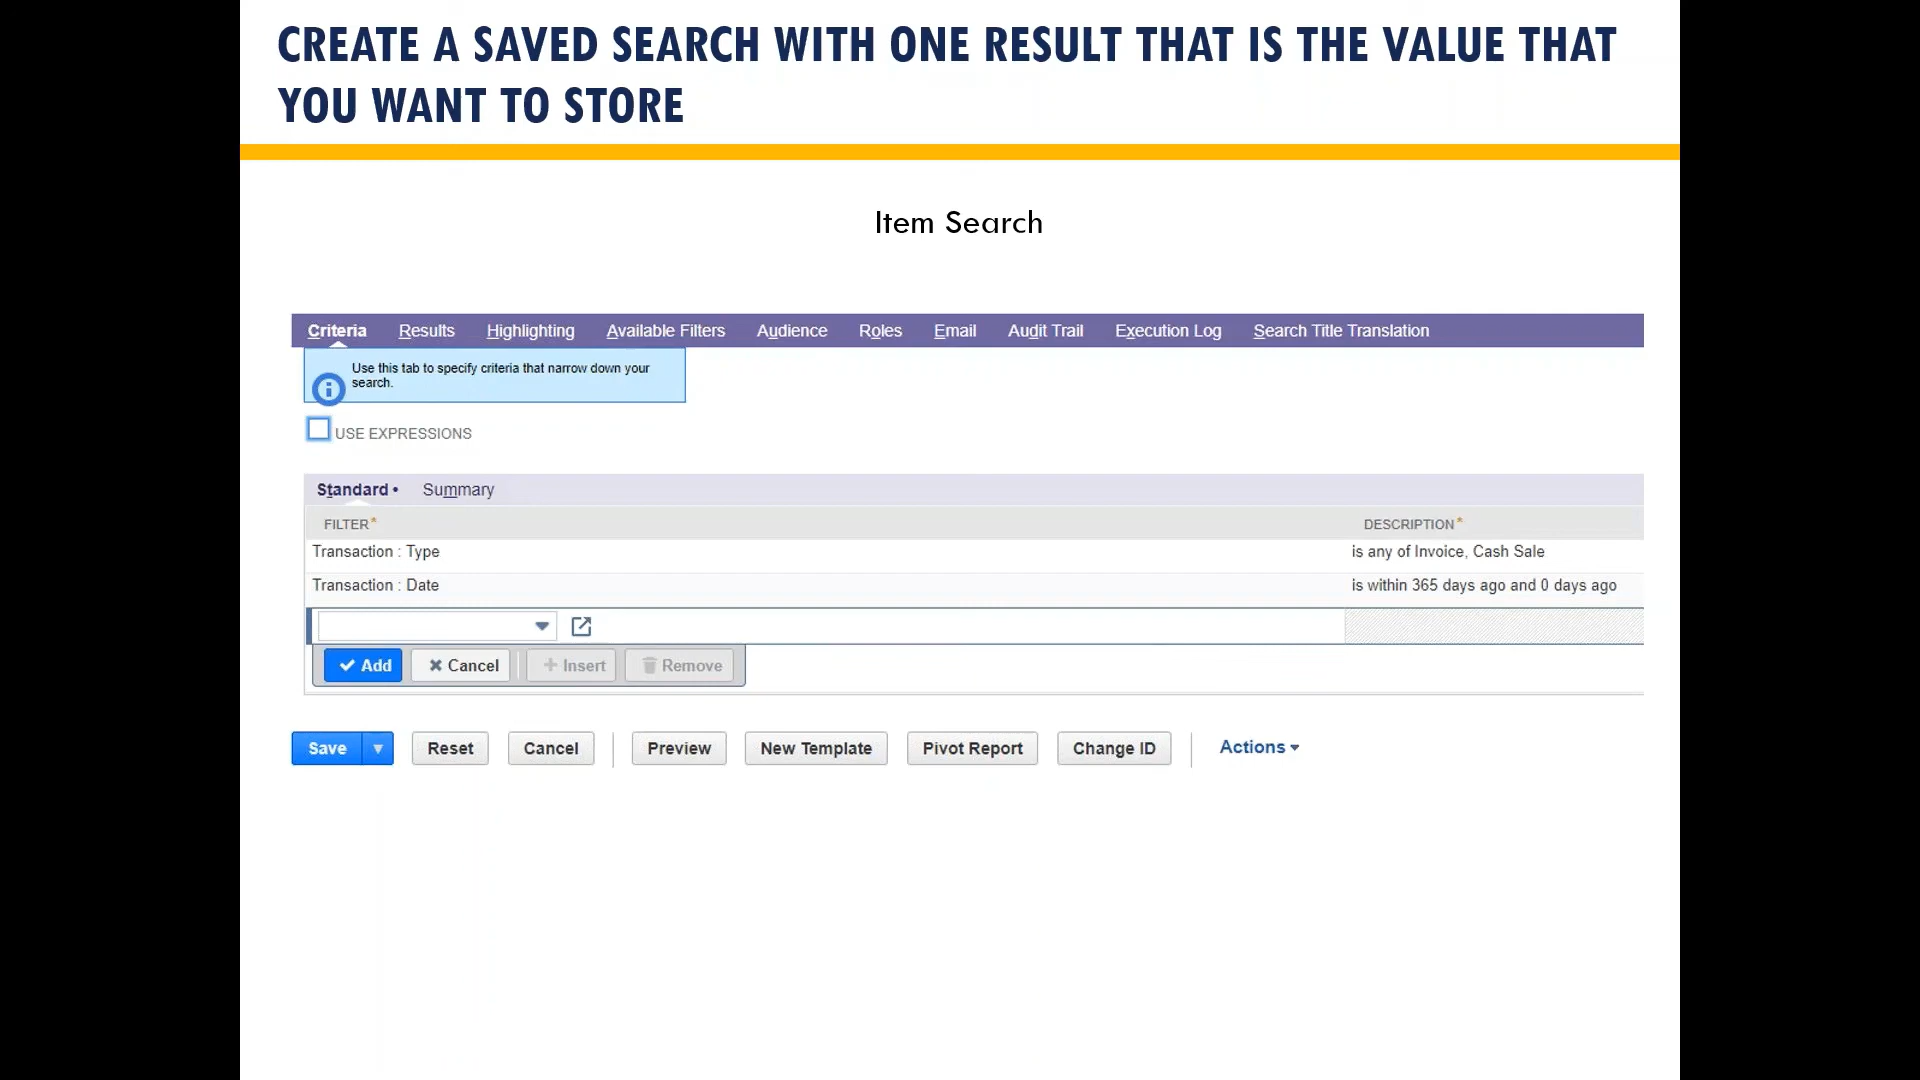 CREATE A SAVED SEARCH WITH ONE RESULT THAT IS THE VALUE THAT
YOU WANT TO STORE
Item Search
Criteria Results Highlighting Available Filters Audience Roles Email Audit Trail Execution Log Search Title Translation
Use this tab to specify criteria that narrow down your
search.
USE EXPRESSIONS
Standard • Summary
FILTER* DESCRIPTION*
Transaction : Type is any of Invoice, Cash Sale
Transaction : Date is within 365 days ago and 0 days ago
Add Cancel Insert Remove
Save Reset Cancel Preview New Template Pivot Report Change ID Actions